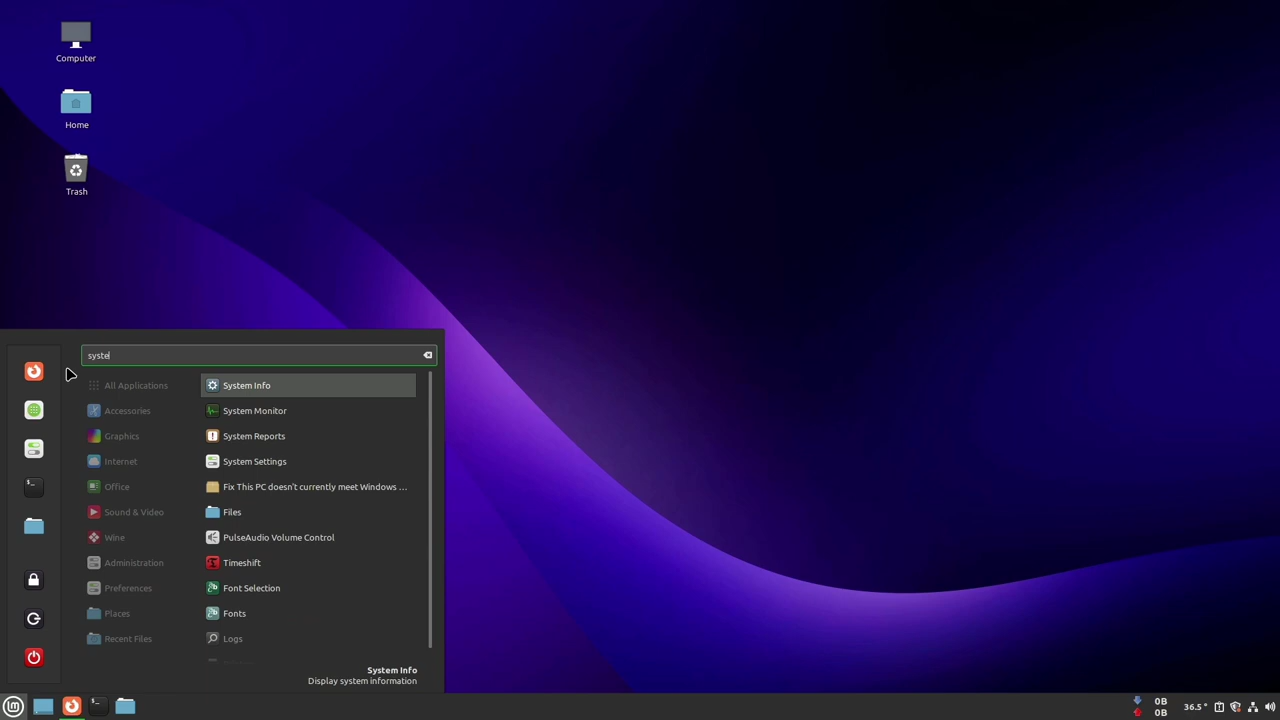 Computer
Home
Trash
syste
All Applications
Accessories
Graphics
Internet
Office
Sound & Video
Wine
Administration
Preferences
Places
Recent Files
System Info
System Monitor
System Reports
System Settings
Fix This PC doesn't currently meet Windows ...
Files
PulseAudio Volume Control
Timeshift
Font Selection
Fonts
Logs
System Info
Display system information
0B
0B
36.5°